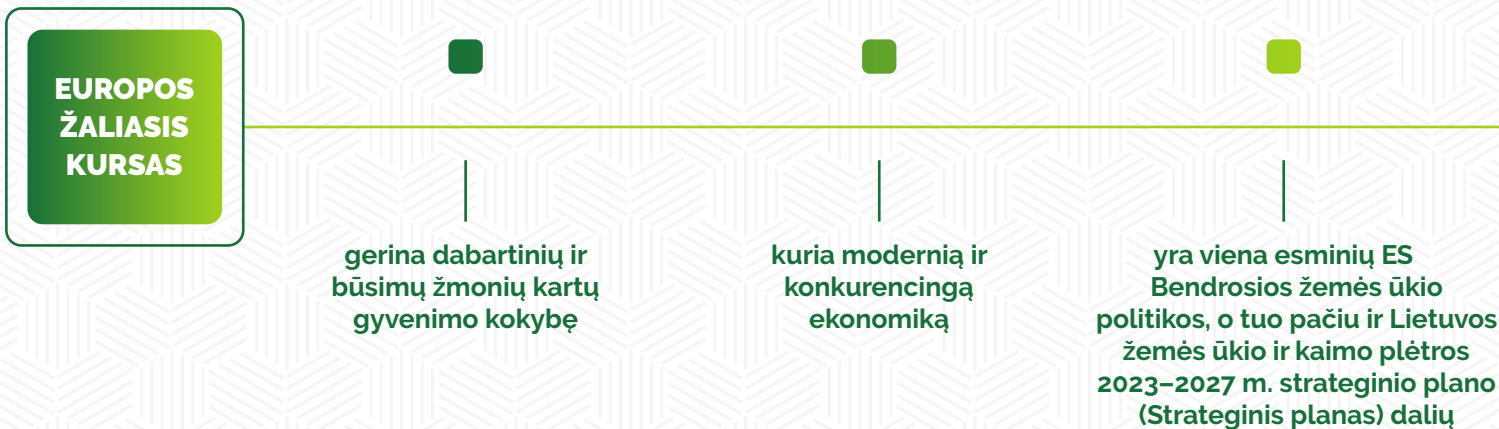 EUROPOS
ŽALIASIS
KURSAS
gerina dabartinių ir
būsimų žmonių kartų
gyvenimo kokybę
kuria modernią ir
konkurencingą
ekonomiką
yra viena esminių ES
Bendrosios žemės ūkio
politikos, o tuo pačiu ir Lietuvos
žemės ūkio ir kaimo plėtros
2023–2027 m. strateginio plano
(Strateginis planas) dalių